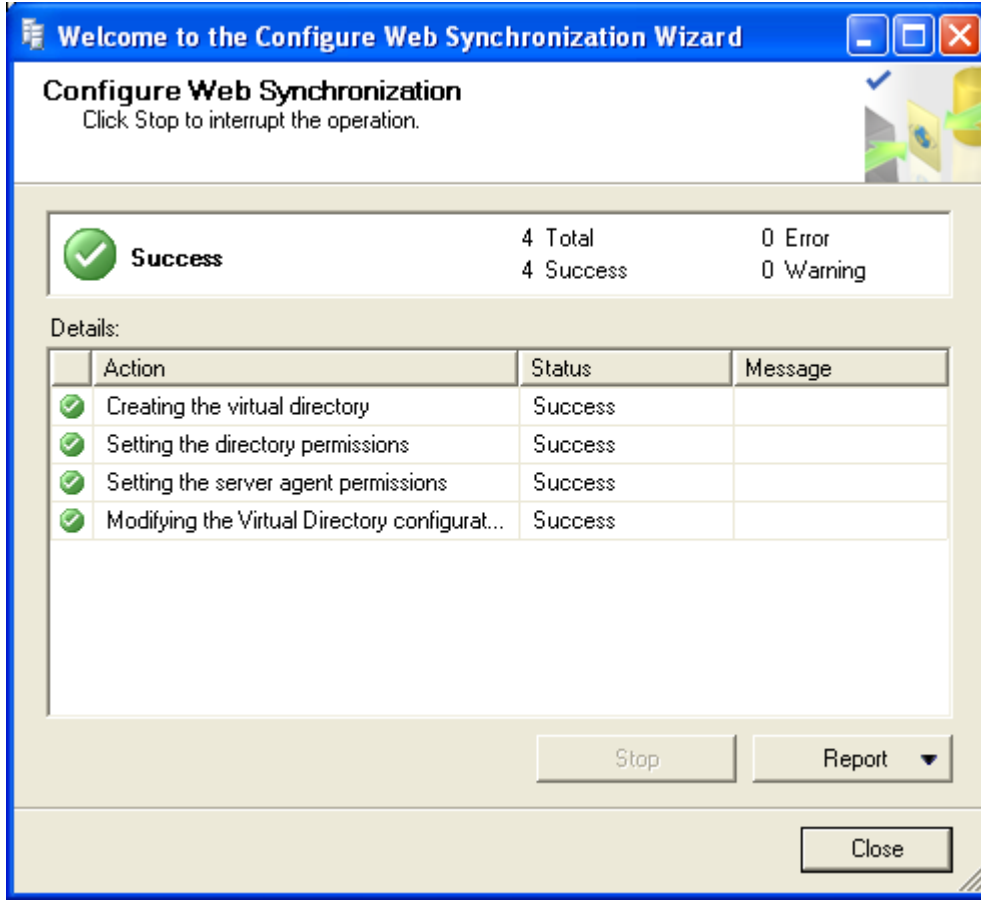 Welcome to the Configure Web Synchronization Wizard
Configure Web Synchronization
Click Stop to interrupt the operation.
Success 4 Total 0 Error
4 Success 0 Warning
Details:
Action Status Message
Creating the virtual directory Success
Setting the directory permissions Success
Setting the server agent permissions Success
Modifying the Virtual Directory configurat... Success
Stop Report
Close